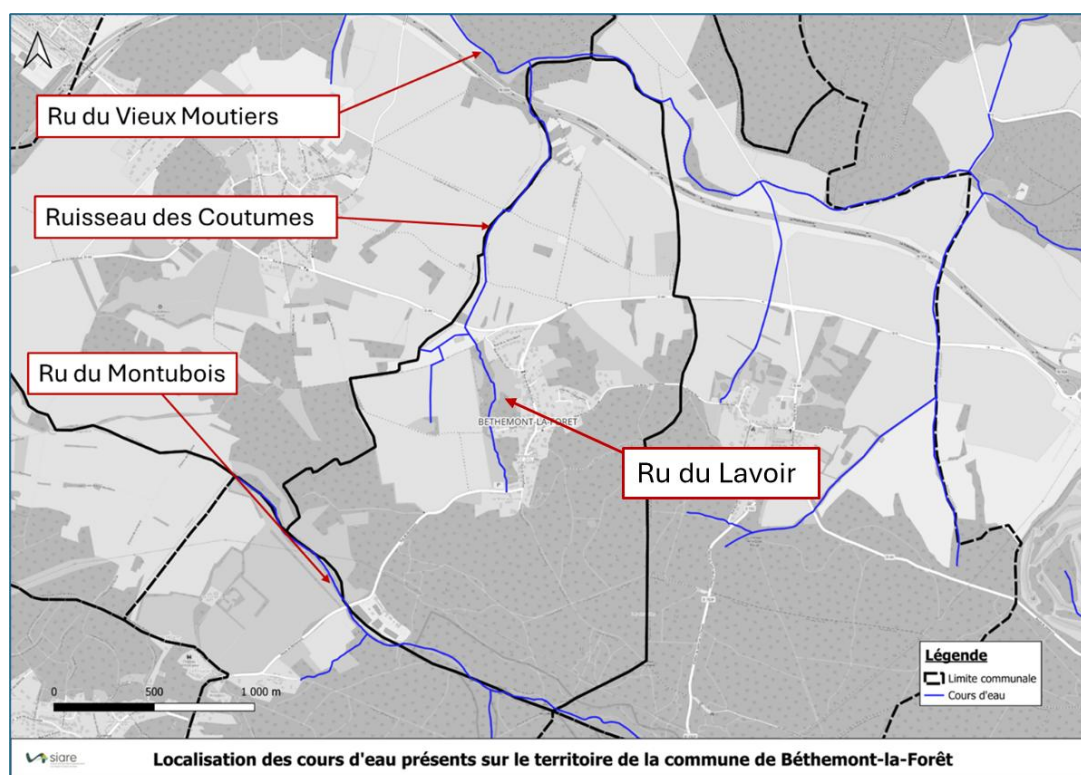 Ru du Vieux Moutiers
Ruisseau des Coutumes
Ru du Montubois
BÉTHEMONT-LA-FORÊT
Ru du Lavoir
Légende
Limite communale
Cours d'eau
0 500 1 000 m
siare
Localisation des cours d'eau présents sur le territoire de la commune de Béthemont-la-Forêt